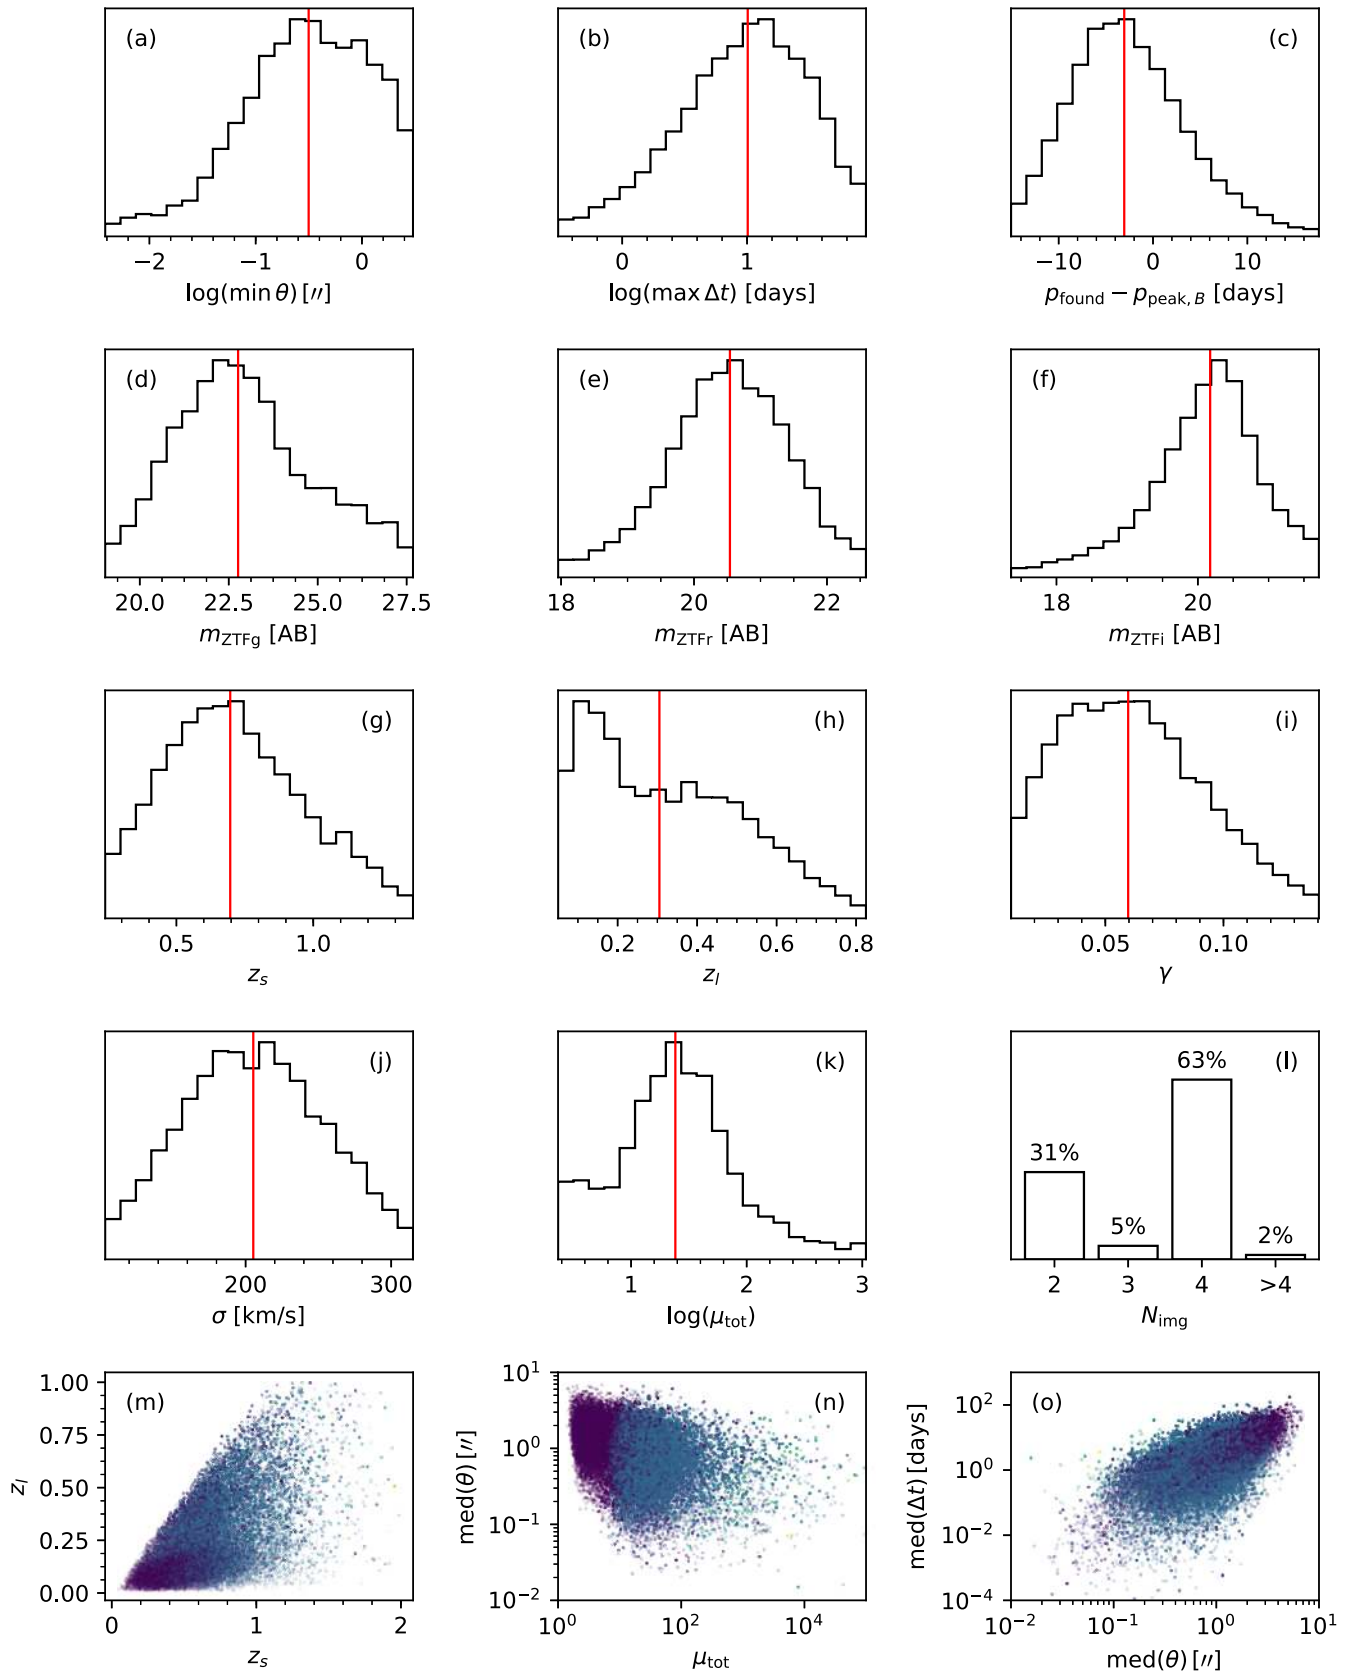 (a)
−2 −1 0
log(min θ) [″]
(b)
0 1
log(max Δt) [days]
(c)
−10 0 10
p_found − p_peak, B [days]
(d)
20.0 22.5 25.0 27.5
m_ZTFg [AB]
(e)
18 20 22
m_ZTFr [AB]
(f)
18 20
m_ZTFi [AB]
(g)
0.5 1.0
z_s
(h)
0.2 0.4 0.6 0.8
z_l
(i)
0.05 0.10
γ
(j)
200 300
σ [km/s]
(k)
1 2 3
log(μ_tot)
(l)
31% 5% 63% 2%
2 3 4 >4
N_img
(m)
1.00
0.75
0.50
0.25
0.00
z_l
0 1 2
z_s
(n)
10^1
10^0
10^−1
10^−2
med(θ) [″]
10^0 10^2 10^4
μ_tot
(o)
10^2
10^0
10^−2
10^−4
med(Δt) [days]
10^−2 10^−1 10^0 10^1
med(θ) [″]